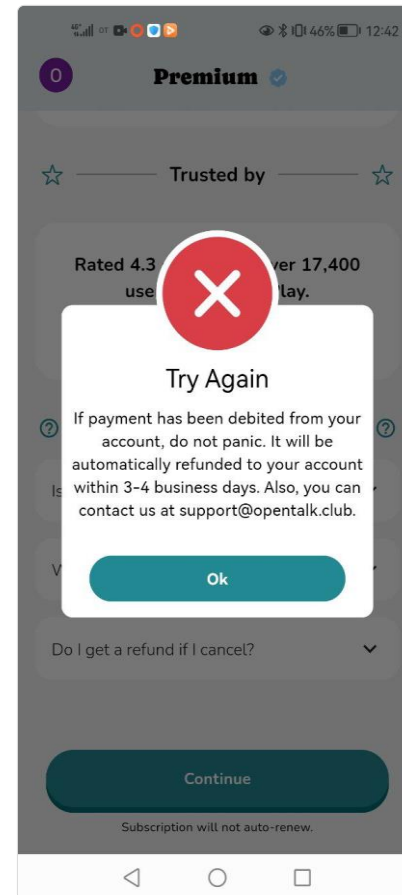 46% 12:42
O Premium
Trusted by
Rated 4.3 ver 17,400
use lay.
Try Again
If payment has been debited from your
account, do not panic. It will be
automatically refunded to your account
within 3-4 business days. Also, you can
contact us at support@opentalk.club.
Is
Ok
Do I get a refund if I cancel?
Continue
Subscription will not auto-renew.